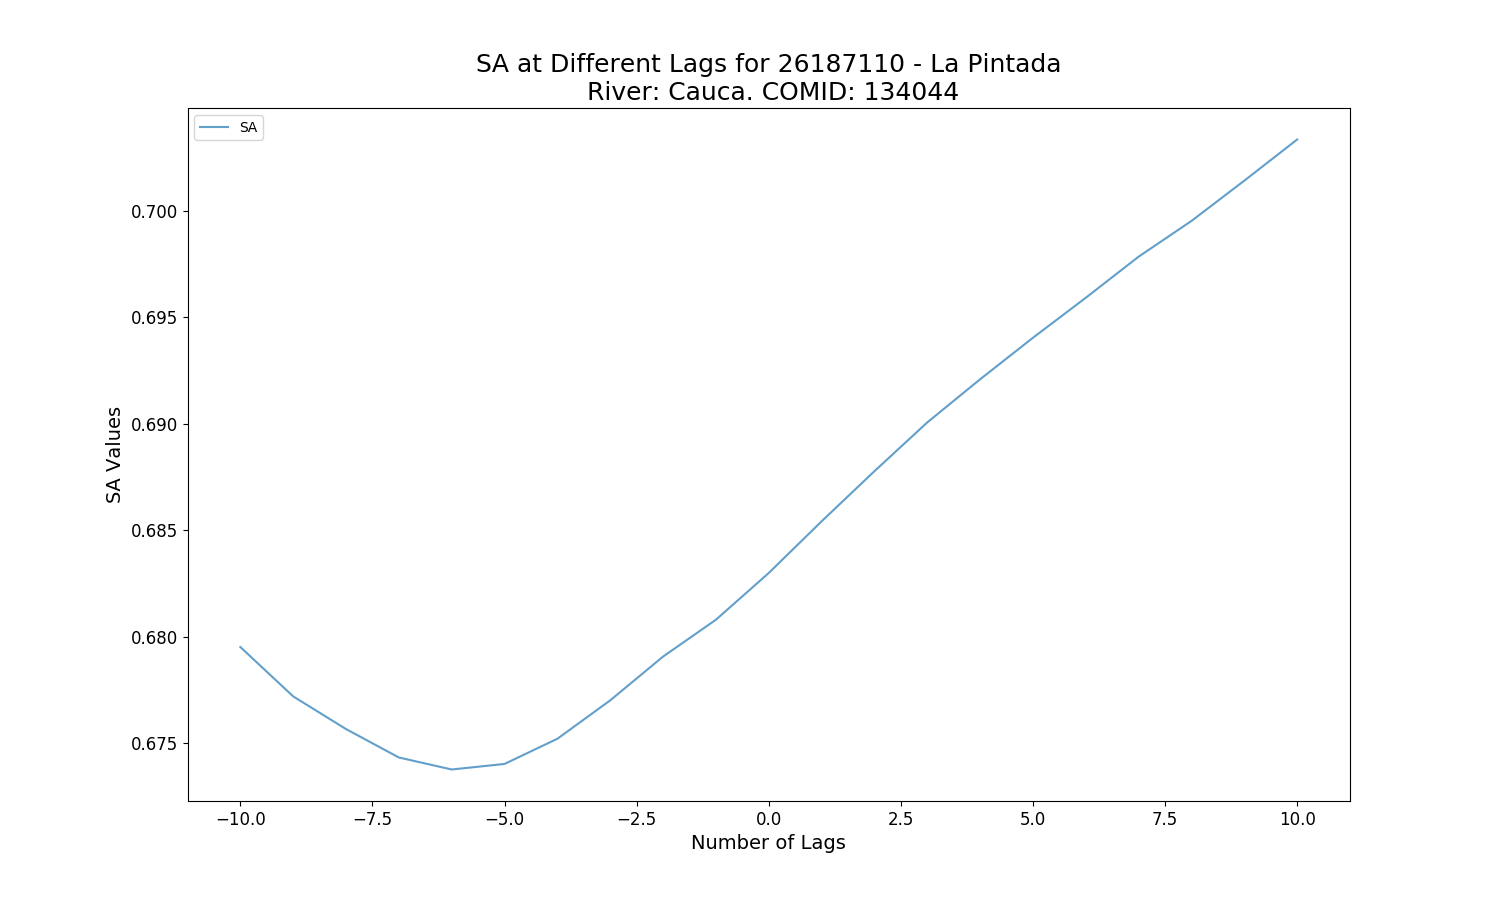 SA at Different Lags for 26187110 - La Pintada
River: Cauca. COMID: 134044
SA
0.700
0.695
0.690
0.685
0.680
0.675
SA Values
−10.0 −7.5 −5.0 −2.5 0.0 2.5 5.0 7.5 10.0
Number of Lags